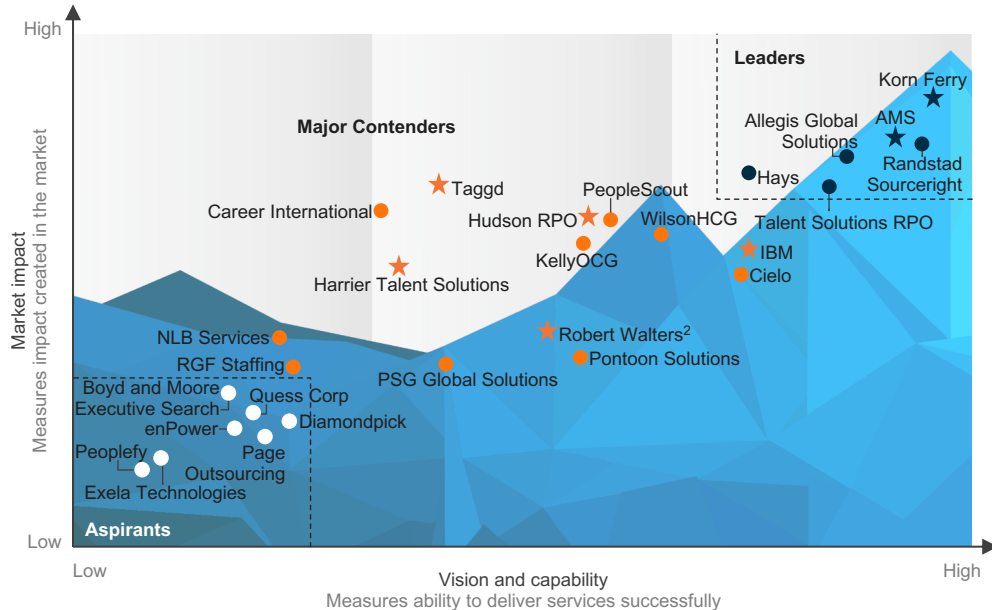 High
Leaders
Korn Ferry
Major Contenders
Allegis Global
Solutions
AMS
Randstad
Sourceright
Hays
Taggd
PeopleScout
Career International
Hudson RPO
WilsonHCG
Talent Solutions RPO
KellyOCG
IBM
Harrier Talent Solutions
Cielo
NLB Services
Robert Walters²
RGF Staffing
PSG Global Solutions
Pontoon Solutions
Boyd and Moore
Executive Search
Quess Corp
enPower
Diamondpick
Peoplefy
Page
Outsourcing
Exela Technologies
Aspirants
Market impact
Measures impact created in the market
Low
Low
High
Vision and capability
Measures ability to deliver services successfully